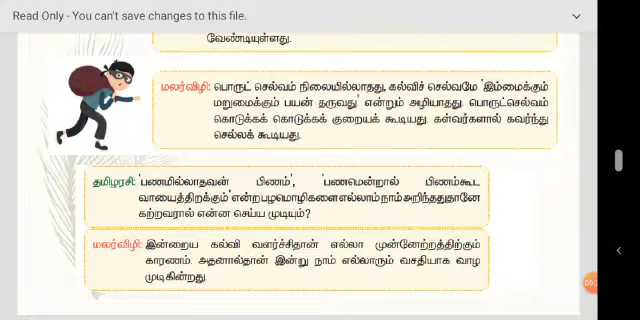 Read Only - You can't save changes to this file.
வேண்டியுள்ளது.
மலர்விழி: பொருட் செல்வம் நிலையில்லாதது, கல்விச் செல்வமே 'இம்மைக்கும்
மறுமைக்கும் பயன் தருவது' என்றும் அழியாதது. பொருட்செல்வம்
கொடுக்கக் கொடுக்கக் குறையக் கூடியது. கள்வர்களால் கவர்ந்து
செல்லக் கூடியது.
தமிழரசி: 'பணமில்லாதவன் பிணம்', 'பணமென்றால் பிணம்கூட
வாயைத்திறக்கும்' என்ற பழமொழிகளை எல்லாம் நாம் அறிந்ததுதானே
கற்றவரால் என்ன செய்ய முடியும்?
மலர்விழி: இன்றைய கல்வி வளர்ச்சிதான் எல்லா முன்னேற்றத்திற்கும்
காரணம். அதனால்தான் இன்று நாம் எல்லாரும் வசதியாக வாழ
முடிகின்றது.